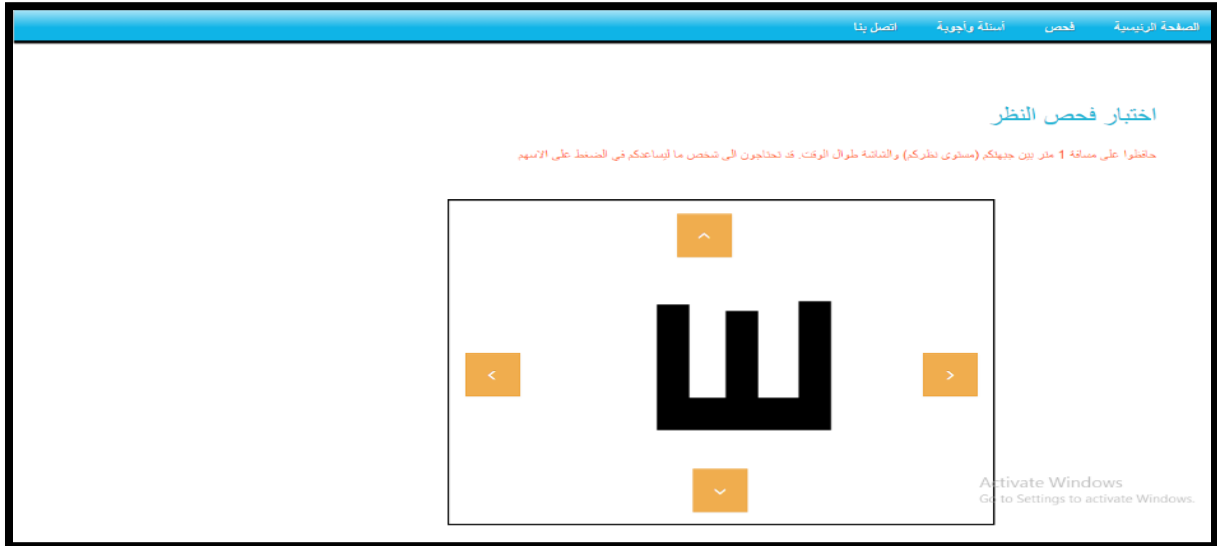 الصفحة الرئيسية فحص أسئلة وأجوبة اتصل بنا
اختبار فحص النظر
حافظوا على مسافة 1 متر بين جبهتكم (مستوى نظركم) والشاشة طوال الوقت. قد تحتاجون الى شخص ما ليساعدكم في الضغط على الاسهم
E
Activate Windows
Go to Settings to activate Windows.